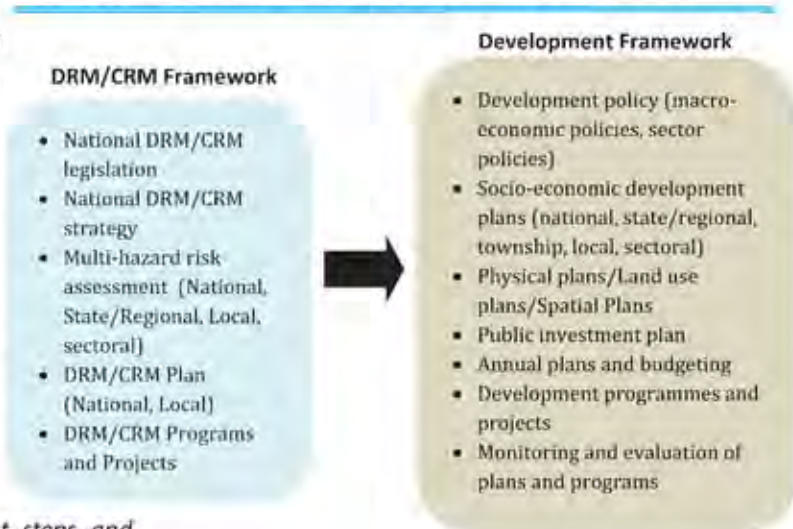 DRM/CRM Framework
• National DRM/CRM
legislation
• National DRM/CRM
strategy
• Multi-hazard risk
assessment (National,
State/Regional, Local,
sectoral)
• DRM/CRM Plan
(National, Local)
• DRM/CRM Programs
and Projects
Development Framework
• Development policy (macro-
economic policies, sector
policies)
• Socio-economic development
plans (national, state/regional,
township, local, sectoral)
• Physical plans/Land use
plans/Spatial Plans
• Public investment plan
• Annual plans and budgeting
• Development programmes and
projects
• Monitoring and evaluation of
plans and programs
steps and